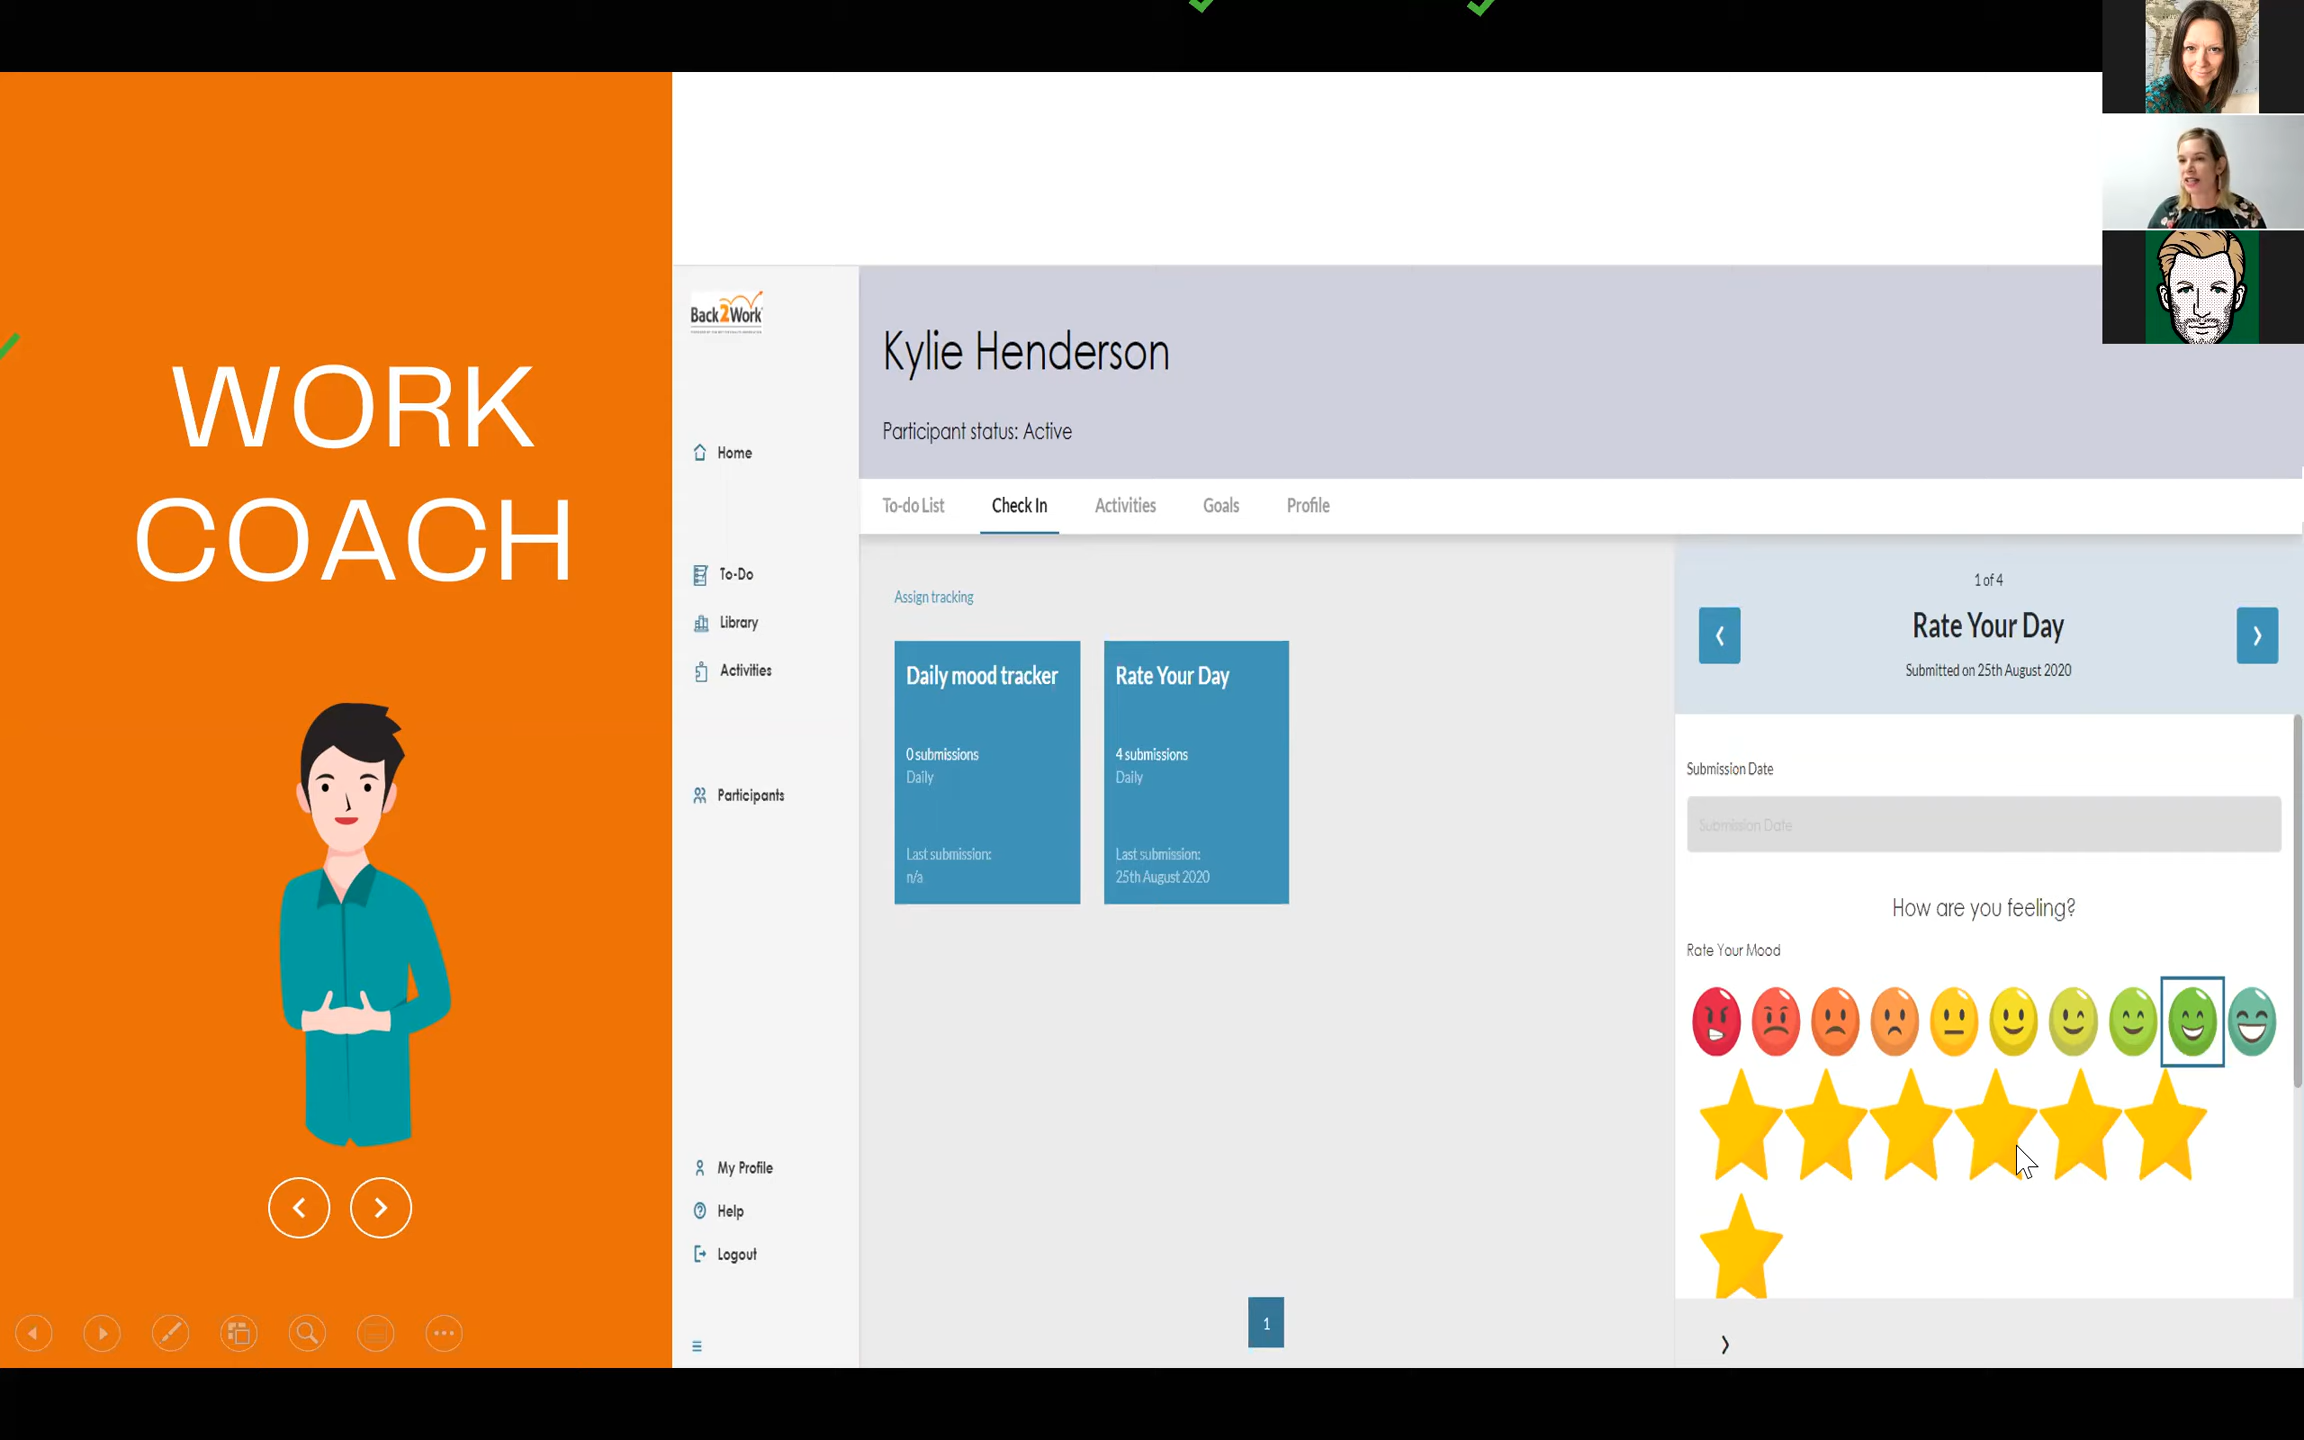 WORK
COACH
Back2Work
Home
To-Do
Library
Activities
Participants
My Profile
Help
Logout
Kylie Henderson
Participant status: Active
To-do List Check In Activities Goals Profile
Assign tracking
Daily mood tracker
0 submissions
Daily
Last submission:
n/a
Rate Your Day
4 submissions
Daily
Last submission:
25th August 2020
1
1 of 4
Rate Your Day
Submitted on 25th August 2020
Submission Date
Submission Date
How are you feeling?
Rate Your Mood